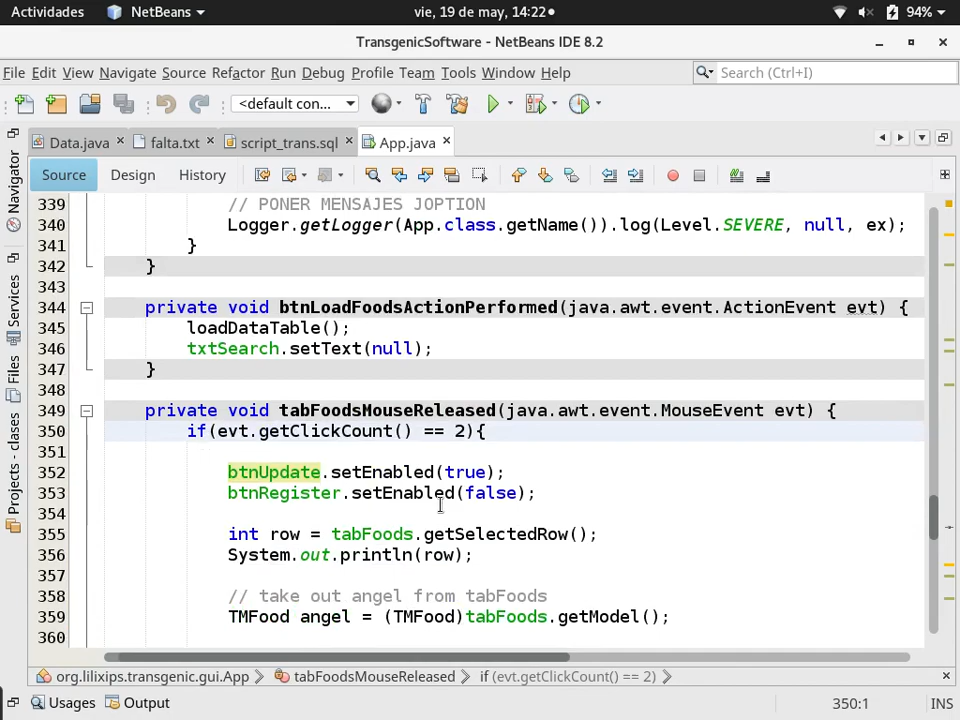 Actividades NetBeans vie, 19 de may, 14:22 94%
TransgenicSoftware - NetBeans IDE 8.2
File Edit View Navigate Source Refactor Run Debug Profile Team Tools Window Help Search (Ctrl+I)
<default con...
Data.java falta.txt script_trans.sql App.java
Source Design History
Navigator
Services
Files
Projects - clases
339 // PONER MENSAJES JOPTION
340 Logger.getLogger(App.class.getName()).log(Level.SEVERE, null, ex);
341 }
342 }
343
344 private void btnLoadFoodsActionPerformed(java.awt.event.ActionEvent evt) {
345 loadDataTable();
346 txtSearch.setText(null);
347 }
348
349 private void tabFoodsMouseReleased(java.awt.event.MouseEvent evt) {
350 if(evt.getClickCount() == 2){
351
352 btnUpdate.setEnabled(true);
353 btnRegister.setEnabled(false);
355 int row = tabFoods.getSelectedRow();
356 System.out.println(row);
357
358 // take out angel from tabFoods
359 TMFood angel = (TMFood)tabFoods.getModel();
360
org.lilixips.transgenic.gui.App tabFoodsMouseReleased if (evt.getClickCount() == 2)
Usages Output 350:1 INS